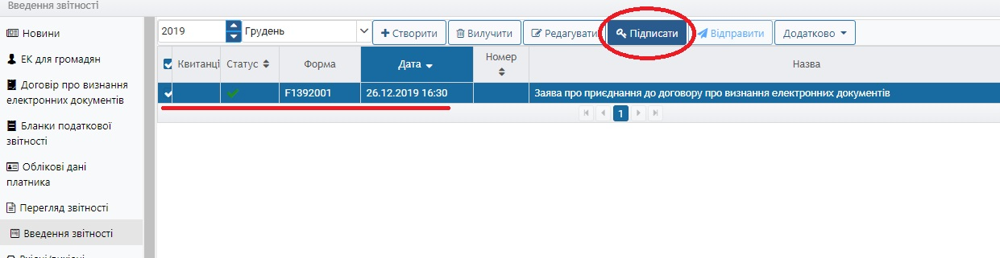 Введення звітності
Новини
ЕК для громадян
Договір про визнання
електронних документів
Бланки податкової
звітності
Облікові дані
платника
Перегляд звітності
Введення звітності
2019 Грудень Створити Вилучити Редагувати Підписати Відправити Додатково
Квитанці Статус Форма Дата Номер Назва
F1392001 26.12.2019 16:30 Заява про приєднання до договору про визнання електронних документів
1